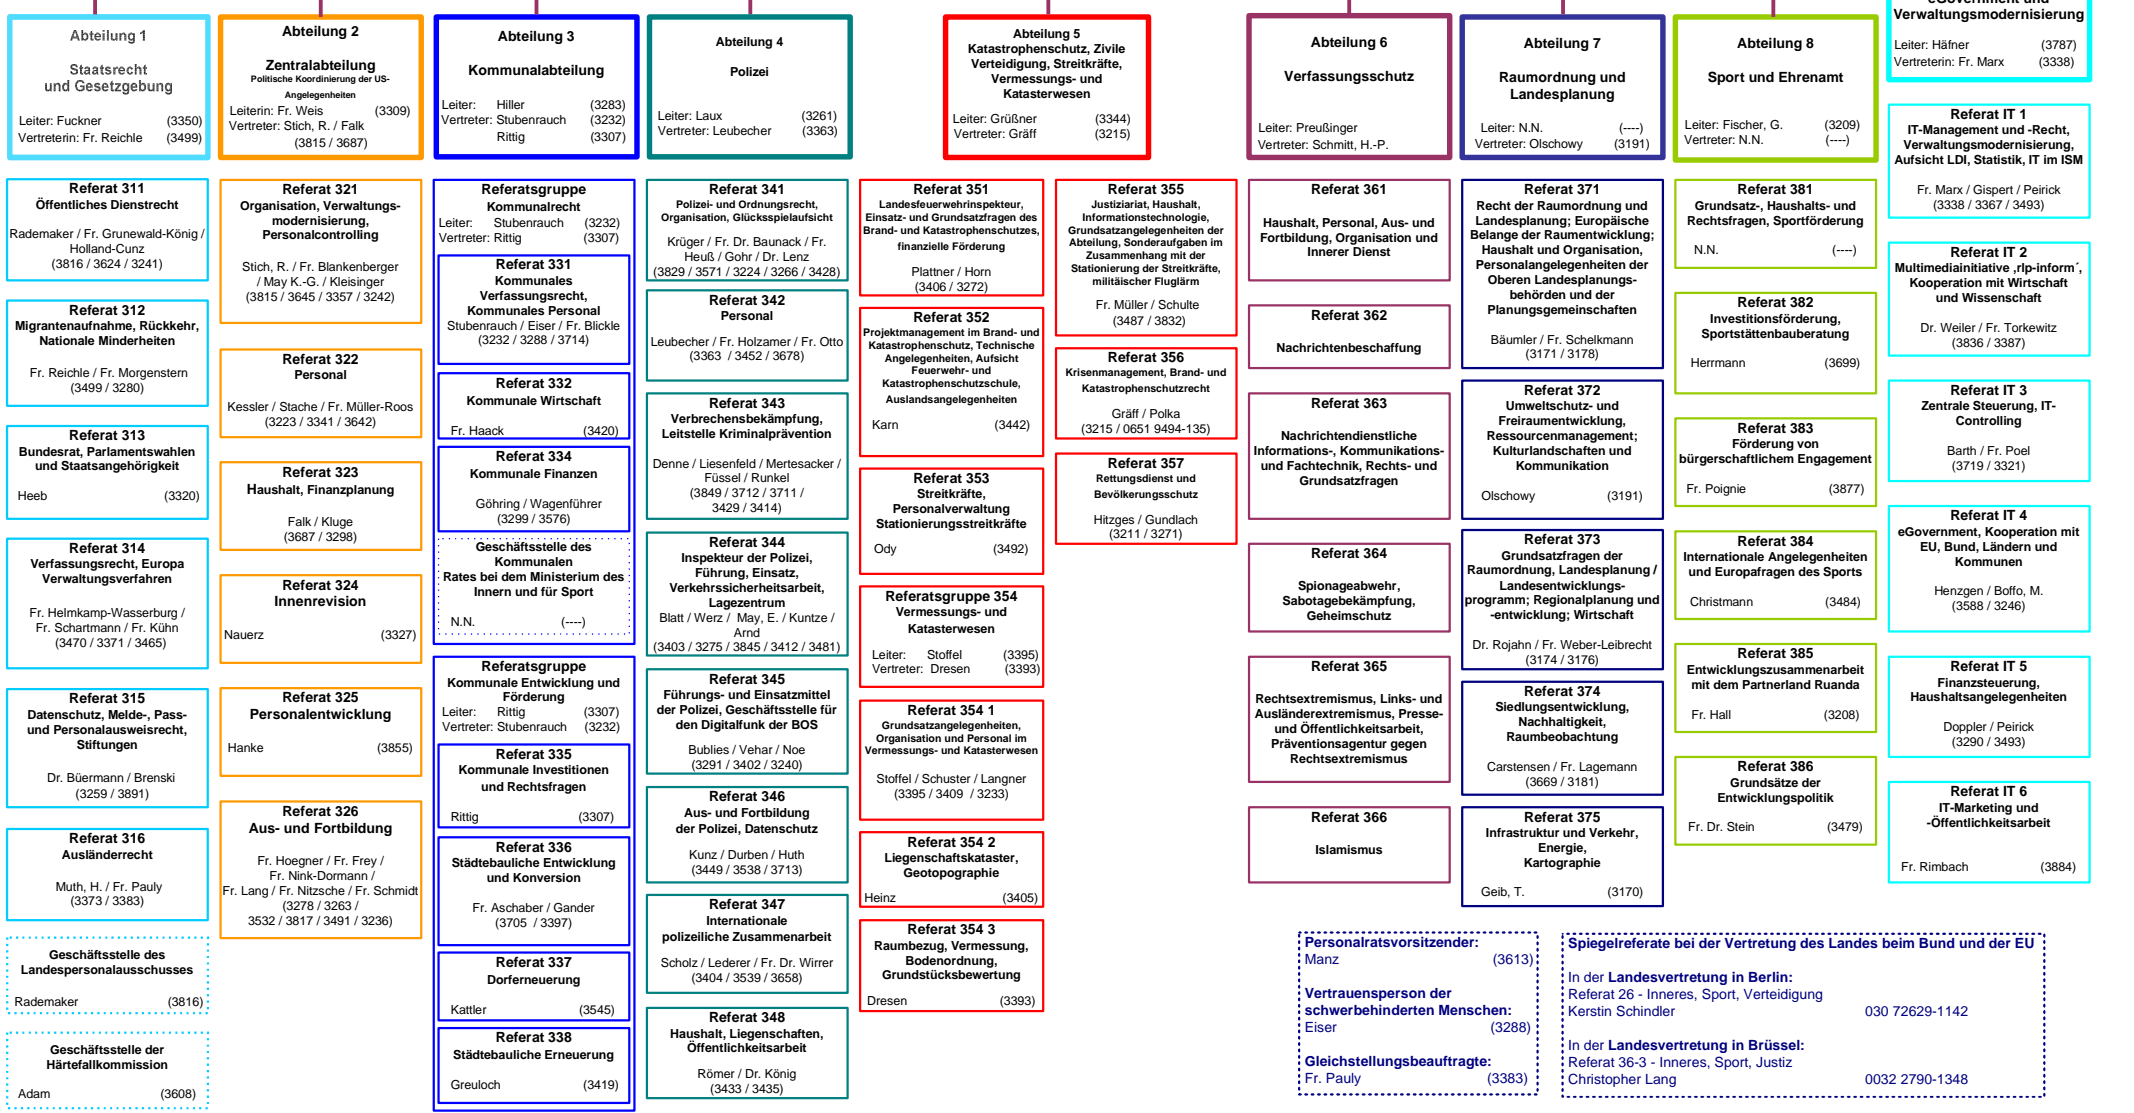 Abteilung 1
Staatsrecht
und Gesetzgebung
Leiter: Fuckner (3350)
Vertreterin: Fr. Reichle (3499)
Referat 311
Öffentliches Dienstrecht
Rademaker / Fr. Grunewald-König /
Holland-Cunz
(3816 / 3624 / 3241)
Referat 312
Migrantenaufnahme, Rückkehr,
Nationale Minderheiten
Fr. Reichle / Fr. Morgenstern
(3499 / 3280)
Referat 313
Bundesrat, Parlamentswahlen
und Staatsangehörigkeit
Heeb (3320)
Referat 314
Verfassungsrecht, Europa
Verwaltungsverfahren
Fr. Helmkamp-Wasserburg /
Fr. Schartmann / Fr. Kühn
(3470 / 3371 / 3465)
Referat 315
Datenschutz, Melde-, Pass-
und Personalausweisrecht,
Stiftungen
Dr. Büermann / Brenski
(3259 / 3891)
Referat 316
Ausländerrecht
Muth, H. / Fr. Pauly
(3373 / 3383)
Geschäftsstelle des
Landespersonalausschusses
Rademaker (3816)
Geschäftsstelle der
Härtefallkommission
Adam (3608)
Abteilung 2
Zentralabteilung
Politische Koordinierung der US-
Angelegenheiten
Leiterin: Fr. Weis (3309)
Vertreter: Stich, R. / Falk
(3815 / 3687)
Referat 321
Organisation, Verwaltungs-
modernisierung,
Personalcontrolling
Stich, R. / Fr. Blankenberger
/ May K.-G. / Kleisinger
(3815 / 3645 / 3357 / 3242)
Referat 322
Personal
Kessler / Stache / Fr. Müller-Roos
(3223 / 3341 / 3642)
Referat 323
Haushalt, Finanzplanung
Falk / Kluge
(3687 / 3298)
Referat 324
Innenrevision
Nauerz (3327)
Referat 325
Personalentwicklung
Hanke (3855)
Referat 326
Aus- und Fortbildung
Fr. Hoegner / Fr. Frey /
Fr. Nink-Dormann /
Fr. Lang / Fr. Nitzsche / Fr. Schmidt
(3278 / 3263 /
3532 / 3817 / 3491 / 3236)
Abteilung 3
Kommunalabteilung
Leiter: Hiller (3283)
Vertreter: Stubenrauch (3232)
Rittig (3307)
Referatsgruppe
Kommunalrecht
Leiter: Stubenrauch (3232)
Vertreter: Rittig (3307)
Referat 331
Kommunales
Verfassungsrecht,
Kommunales Personal
Stubenrauch / Eiser / Fr. Blickle
(3232 / 3288 / 3714)
Referat 332
Kommunale Wirtschaft
Fr. Haack (3420)
Referat 334
Kommunale Finanzen
Göhring / Wagenführer
(3299 / 3576)
Geschäftsstelle des
Kommunalen
Rates bei dem Ministerium des
Innern und für Sport
N.N. (----)
Referatsgruppe
Kommunale Entwicklung und
Förderung
Leiter: Rittig (3307)
Vertreter: Stubenrauch (3232)
Referat 335
Kommunale Investitionen
und Rechtsfragen
Rittig (3307)
Referat 336
Städtebauliche Entwicklung
und Konversion
Fr. Aschaber / Gander
(3705 / 3397)
Referat 337
Dorferneuerung
Kattler (3545)
Referat 338
Städtebauliche Erneuerung
Greuloch (3419)
Abteilung 4
Polizei
Leiter: Laux (3261)
Vertreter: Leubecher (3363)
Referat 341
Polizei- und Ordnungsrecht,
Organisation, Glücksspielaufsicht
Krüger / Fr. Dr. Baunack / Fr.
Heuß / Gohr / Dr. Lenz
(3829 / 3571 / 3224 / 3266 / 3428)
Referat 342
Personal
Leubecher / Fr. Holzamer / Fr. Otto
(3363 / 3452 / 3678)
Referat 343
Verbrechensbekämpfung,
Leitstelle Kriminalprävention
Denne / Liesenfeld / Mertesacker /
Füssel / Runkel
(3849 / 3712 / 3711 /
3429 / 3414)
Referat 344
Inspekteur der Polizei,
Führung, Einsatz,
Verkehrssicherheitsarbeit,
Lagezentrum
Blatt / Werz / May, E. / Kuntze /
Arnd
(3403 / 3275 / 3845 / 3412 / 3481)
Referat 345
Führungs- und Einsatzmittel
der Polizei, Geschäftsstelle für
den Digitalfunk der BOS
Bublies / Vehar / Noe
(3291 / 3402 / 3240)
Referat 346
Aus- und Fortbildung
der Polizei, Datenschutz
Kunz / Durben / Huth
(3449 / 3538 / 3713)
Referat 347
Internationale
polizeiliche Zusammenarbeit
Scholz / Lederer / Fr. Dr. Wirrer
(3404 / 3539 / 3658)
Referat 348
Haushalt, Liegenschaften,
Öffentlichkeitsarbeit
Römer / Dr. König
(3433 / 3435)
Abteilung 5
Katastrophenschutz, Zivile
Verteidigung, Streitkräfte,
Vermessungs- und
Katasterwesen
Leiter: Grüßner (3344)
Vertreter: Gräff (3215)
Referat 351
Landesfeuerwehrinspekteur,
Einsatz- und Grundsatzfragen des
Brand- und Katastrophenschutzes,
finanzielle Förderung
Plattner / Horn
(3406 / 3272)
Referat 352
Projektmanagement im Brand- und
Katastrophenschutz, Technische
Angelegenheiten, Aufsicht
Feuerwehr- und
Katastrophenschutzschule,
Auslandsangelegenheiten
Karn (3442)
Referat 353
Streitkräfte,
Personalverwaltung
Stationierungsstreitkräfte
Ody (3492)
Referatsgruppe 354
Vermessungs- und
Katasterwesen
Leiter: Stoffel (3395)
Vertreter: Dresen (3393)
Referat 354 1
Grundsatzangelegenheiten,
Organisation und Personal im
Vermessungs- und Katasterwesen
Stoffel / Schuster / Langner
(3395 / 3409 / 3233)
Referat 354 2
Liegenschaftskataster,
Geotopographie
Heinz (3405)
Referat 354 3
Raumbezug, Vermessung,
Bodenordnung,
Grundstücksbewertung
Dresen (3393)
Referat 355
Justiziariat, Haushalt,
Informationstechnologie,
Grundsatzangelegenheiten der
Abteilung, Sonderaufgaben im
Zusammenhang mit der
Stationierung der Streitkräfte,
militäischer Fluglärm
Fr. Müller / Schulte
(3487 / 3832)
Referat 356
Krisenmanagement, Brand- und
Katastrophenschutzrecht
Gräff / Polka
(3215 / 0651 9494-135)
Referat 357
Rettungsdienst und
Bevölkerungsschutz
Hitzges / Gundlach
(3211 / 3271)
Abteilung 6
Verfassungsschutz
Leiter: Preußinger
Vertreter: Schmitt, H.-P.
Referat 361
Haushalt, Personal, Aus- und
Fortbildung, Organisation und
Innerer Dienst
Referat 362
Nachrichtenbeschaffung
Referat 363
Nachrichtendienstliche
Informations-, Kommunikations-
und Fachtechnik, Rechts- und
Grundsatzfragen
Referat 364
Spionageabwehr,
Sabotagebekämpfung,
Geheimschutz
Referat 365
Rechtsextremismus, Links- und
Ausländerextremismus, Presse-
und Öffentlichkeitsarbeit,
Präventionsagentur gegen
Rechtsextremismus
Referat 366
Islamismus
Abteilung 7
Raumordnung und
Landesplanung
Leiter: N.N. (----)
Vertreter: Olschowy (3191)
Referat 371
Recht der Raumordnung und
Landesplanung; Europäische
Belange der Raumentwicklung;
Haushalt und Organisation,
Personalangelegenheiten der
Oberen Landesplanungs-
behörden und der
Planungsgemeinschaften
Bäumler / Fr. Schelkmann
(3171 / 3178)
Referat 372
Umweltschutz- und
Freiraumentwicklung,
Ressourcenmanagement;
Kulturlandschaften und
Kommunikation
Olschowy (3191)
Referat 373
Grundsatzfragen der
Raumordnung, Landesplanung /
Landesentwicklungs-
programm; Regionalplanung und
-entwicklung; Wirtschaft
Dr. Rojahn / Fr. Weber-Leibrecht
(3174 / 3176)
Referat 374
Siedlungsentwicklung,
Nachhaltigkeit,
Raumbeobachtung
Carstensen / Fr. Lagemann
(3669 / 3181)
Referat 375
Infrastruktur und Verkehr,
Energie,
Kartographie
Geib, T. (3170)
Abteilung 8
Sport und Ehrenamt
Leiter: Fischer, G. (3209)
Vertreter: N.N. (----)
Referat 381
Grundsatz-, Haushalts- und
Rechtsfragen, Sportförderung
N.N. (----)
Referat 382
Investitionsförderung,
Sportstättenbauberatung
Herrmann (3699)
Referat 383
Förderung von
bürgerschaftlichem Engagement
Fr. Poignie (3877)
Referat 384
Internationale Angelegenheiten
und Europafragen des Sports
Christmann (3484)
Referat 385
Entwicklungszusammenarbeit
mit dem Partnerland Ruanda
Fr. Hall (3208)
Referat 386
Grundsätze der
Entwicklungspolitik
Fr. Dr. Stein (3479)
eGovernment und
Verwaltungsmodernisierung
Leiter: Häfner (3787)
Vertreterin: Fr. Marx (3338)
Referat IT 1
IT-Management und -Recht,
Verwaltungsmodernisierung,
Aufsicht LDI, Statistik, IT im ISM
Fr. Marx / Gispert / Peirick
(3338 / 3367 / 3493)
Referat IT 2
Multimediainitiative ‚rlp-inform´,
Kooperation mit Wirtschaft
und Wissenschaft
Dr. Weiler / Fr. Torkewitz
(3836 / 3387)
Referat IT 3
Zentrale Steuerung, IT-
Controlling
Barth / Fr. Poel
(3719 / 3321)
Referat IT 4
eGovernment, Kooperation mit
EU, Bund, Ländern und
Kommunen
Henzgen / Boffo, M.
(3588 / 3246)
Referat IT 5
Finanzsteuerung,
Haushaltsangelegenheiten
Doppler / Peirick
(3290 / 3493)
Referat IT 6
IT-Marketing und
-Öffentlichkeitsarbeit
Fr. Rimbach (3884)
Personalratsvorsitzender:
Manz (3613)
Vertrauensperson der
schwerbehinderten Menschen:
Eiser (3288)
Gleichstellungsbeauftragte:
Fr. Pauly (3383)
Spiegelreferate bei der Vertretung des Landes beim Bund und der EU
In der Landesvertretung in Berlin:
Referat 26 - Inneres, Sport, Verteidigung
Kerstin Schindler 030 72629-1142
In der Landesvertretung in Brüssel:
Referat 36-3 - Inneres, Sport, Justiz
Christopher Lang 0032 2790-1348